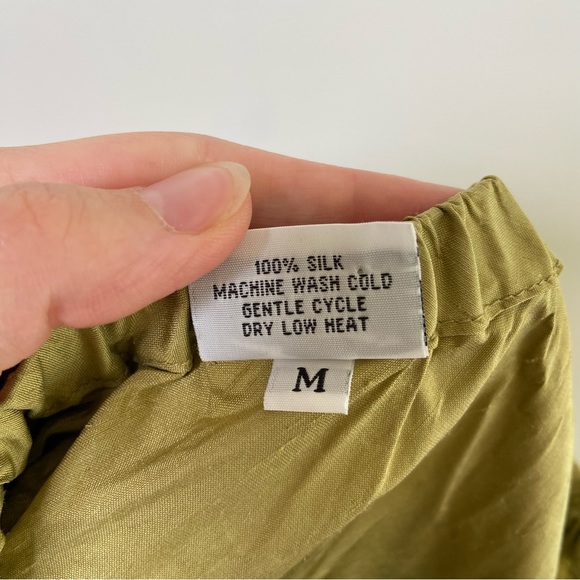 100% SILK
MACHINE WASH COLD
GENTLE CYCLE
DRY LOW HEAT
M